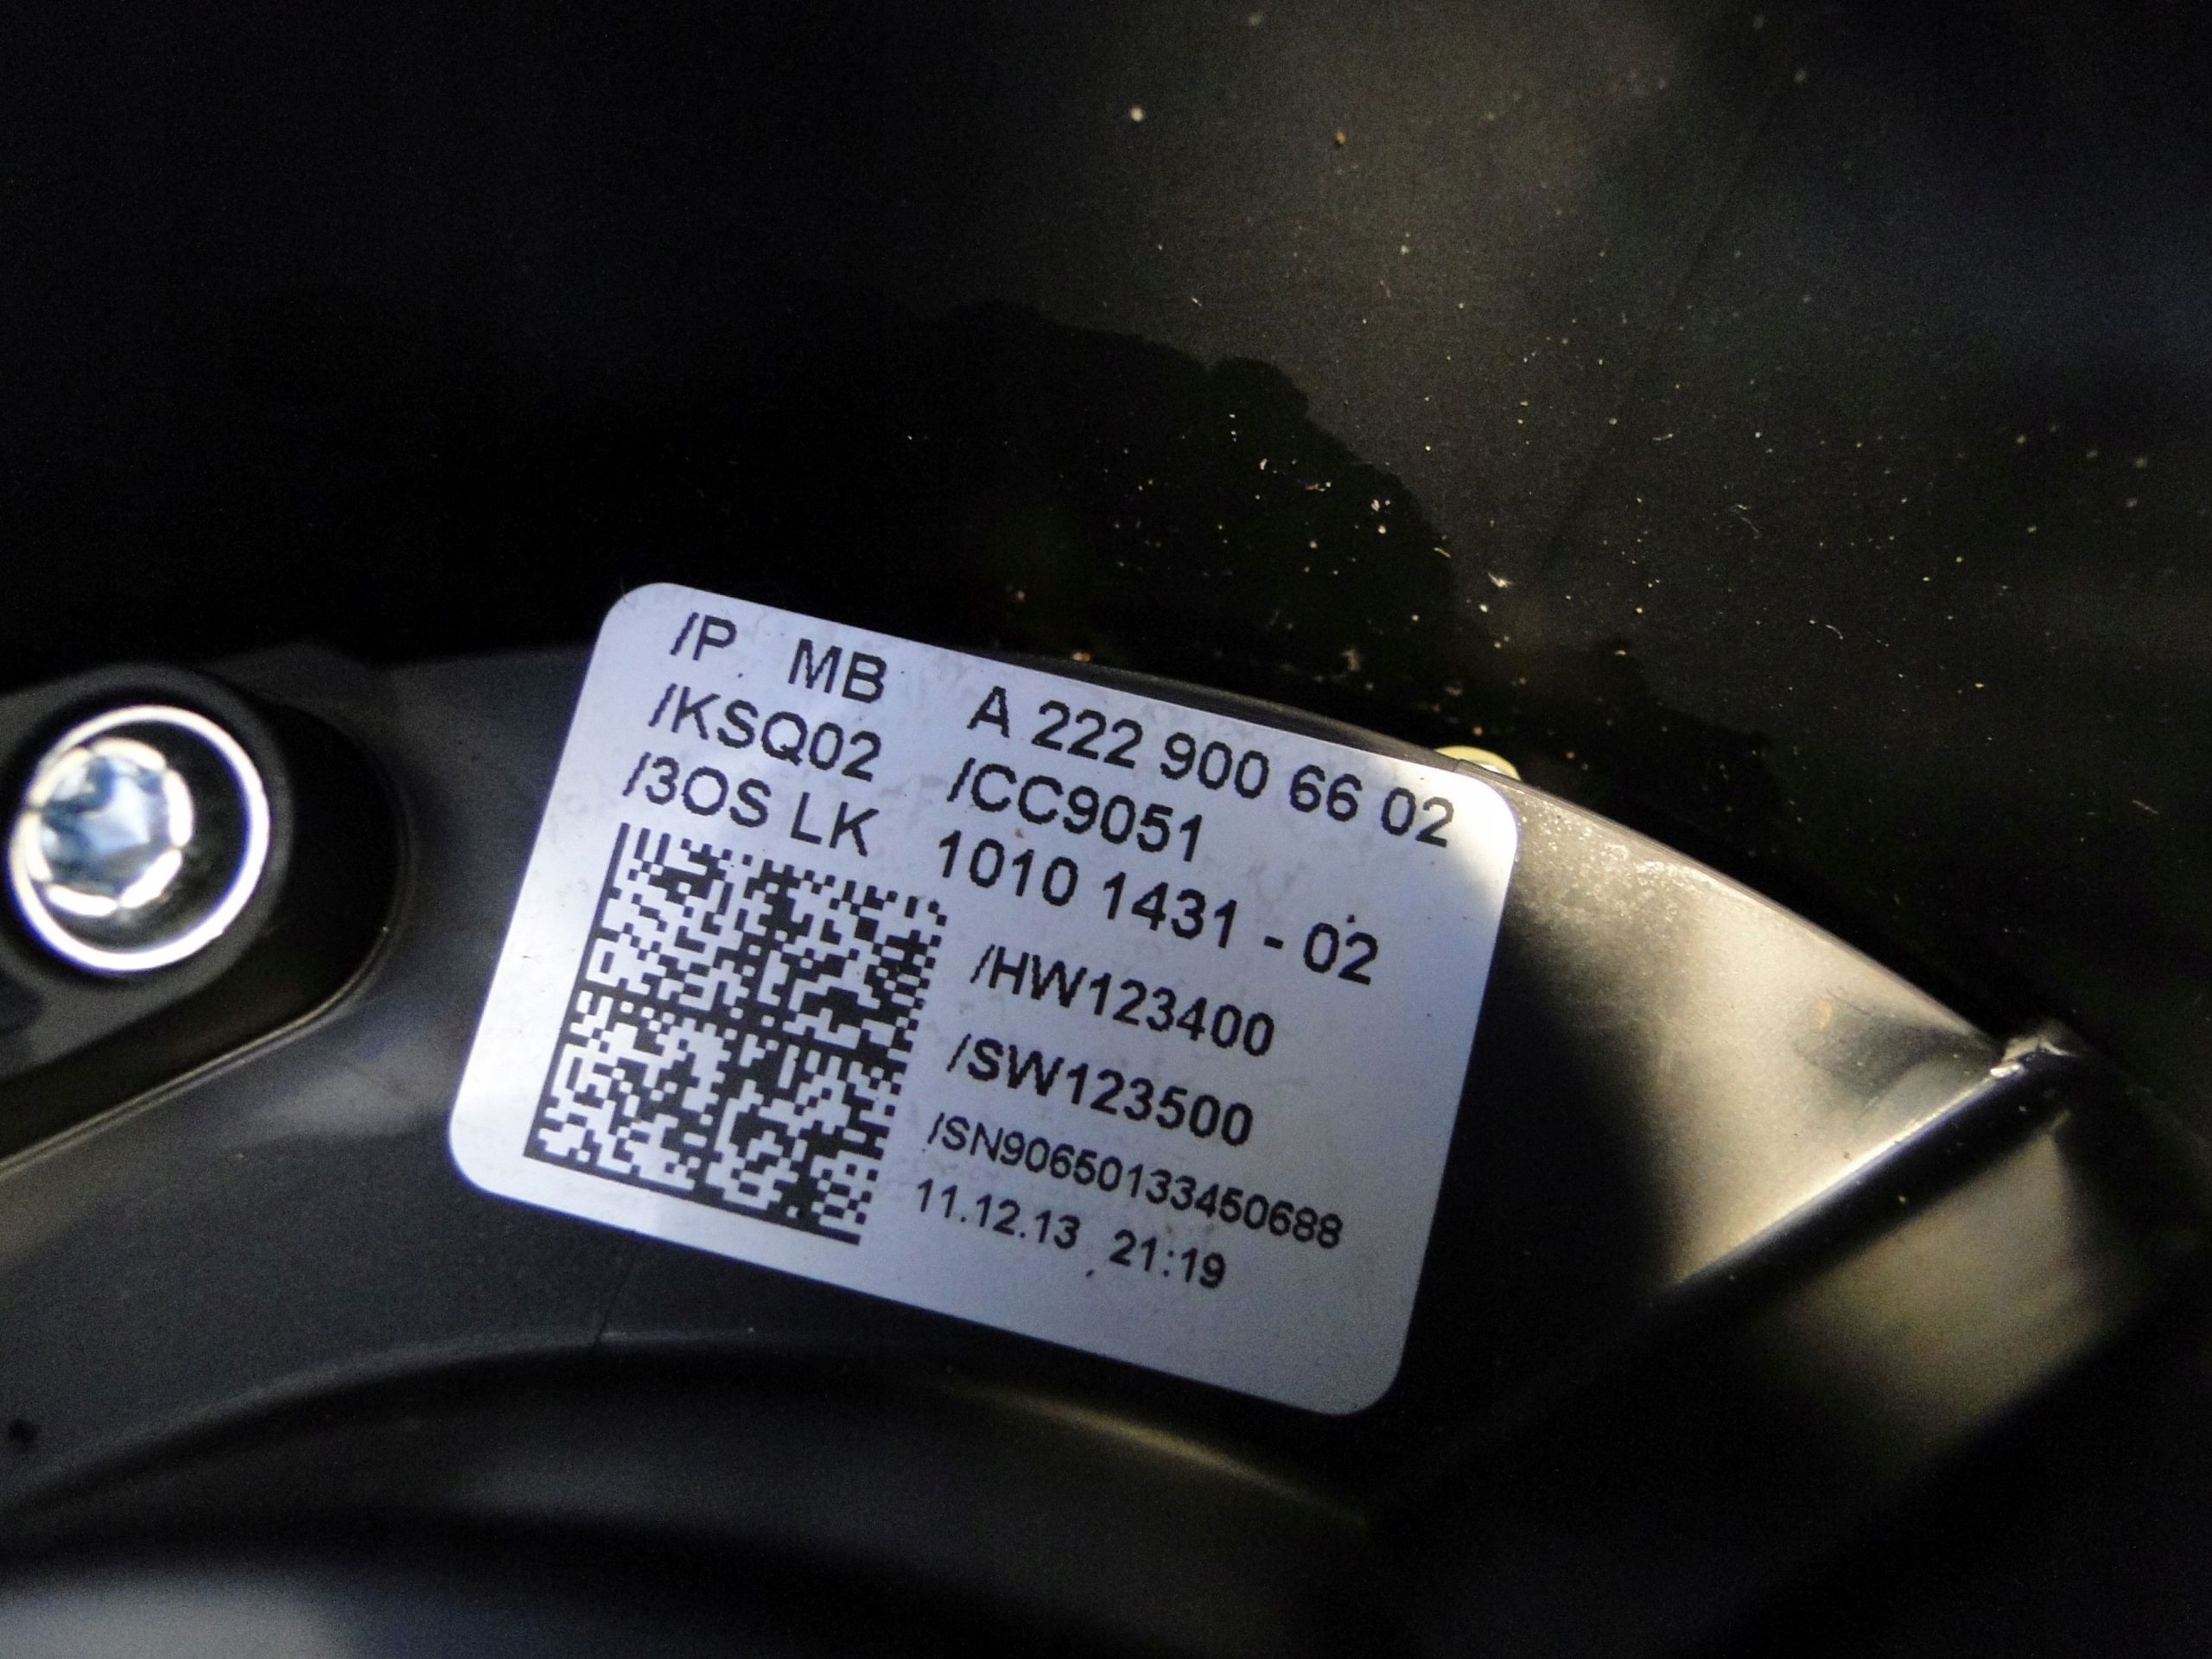 /P MB A 222 900 66 02
/KSQ02 /CC9051
/3OS LK 1010 1431 - 02
/HW123400
/SW123500
/SN90650133450688
11.12.13 21:19